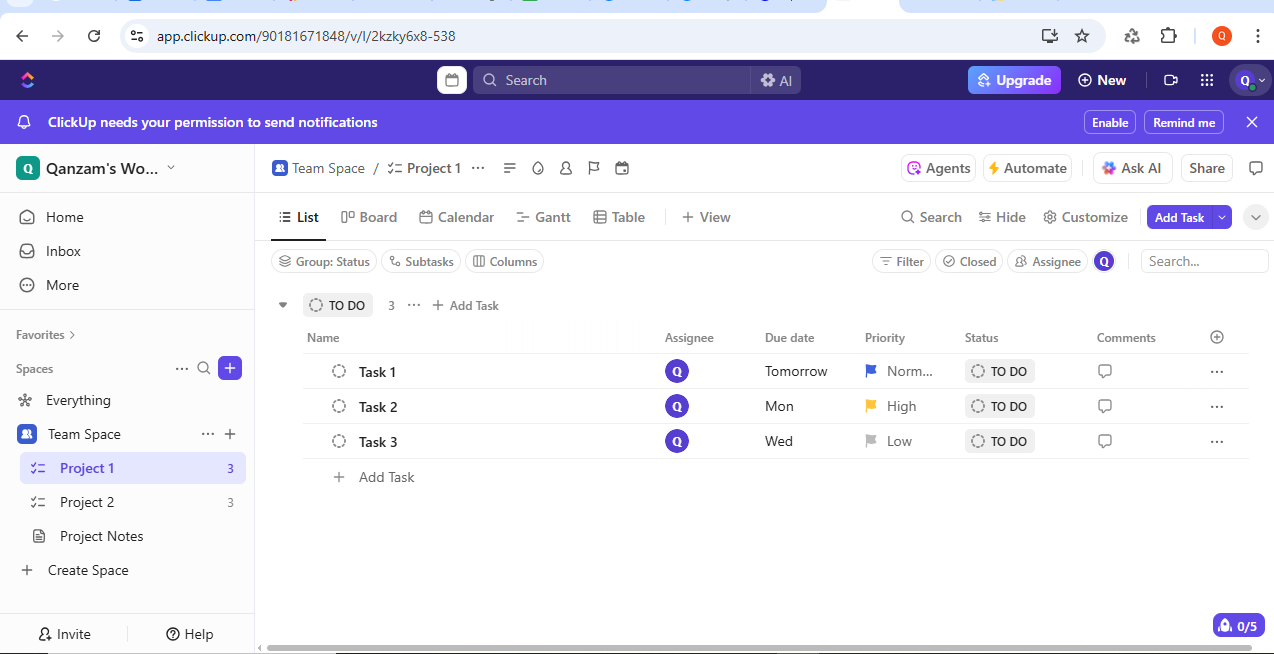 app.clickup.com/90181671848/v/l/2kzky6x8-538
Q
Search
AI
Upgrade
New
Q
ClickUp needs your permission to send notifications
Enable
Remind me
Q
Qanzam's Wo...
Team Space / Project 1
Agents
Automate
Ask AI
Share
Home
Inbox
More
Favorites
Spaces
Everything
Team Space
Project 1 3
Project 2 3
Project Notes
Create Space
Invite
Help
List Board Calendar Gantt Table View
Search Hide Customize Add Task
Group: Status Subtasks Columns
Filter Closed Assignee Q Search...
TO DO 3 Add Task
Name Assignee Due date Priority Status Comments
Task 1 Q Tomorrow Norm... TO DO
Task 2 Q Mon High TO DO
Task 3 Q Wed Low TO DO
Add Task
0/5